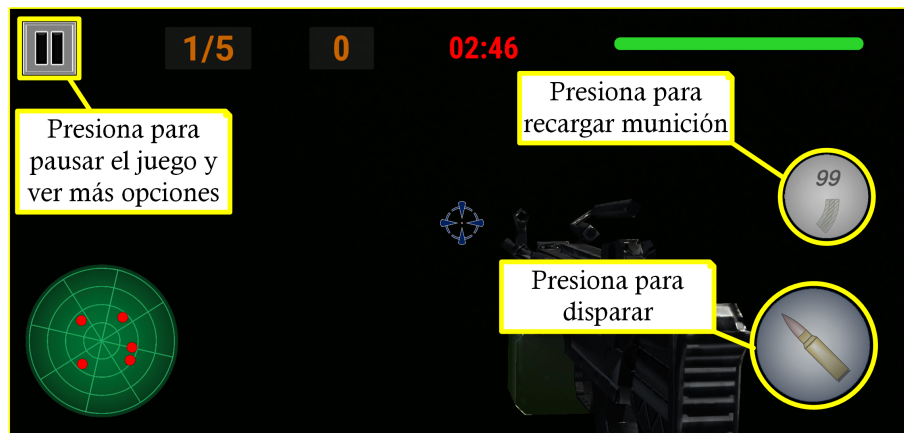 1/5
0
02:46
Presiona para
pausar el juego y
ver más opciones
Presiona para
recargar munición
99
Presiona para
disparar